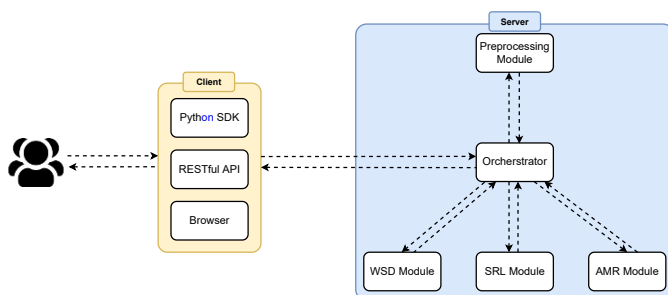 Server
Preprocessing
Module
Client
Python SDK
Orcherstrator
RESTful API
Browser
WSD Module
SRL Module
AMR Module